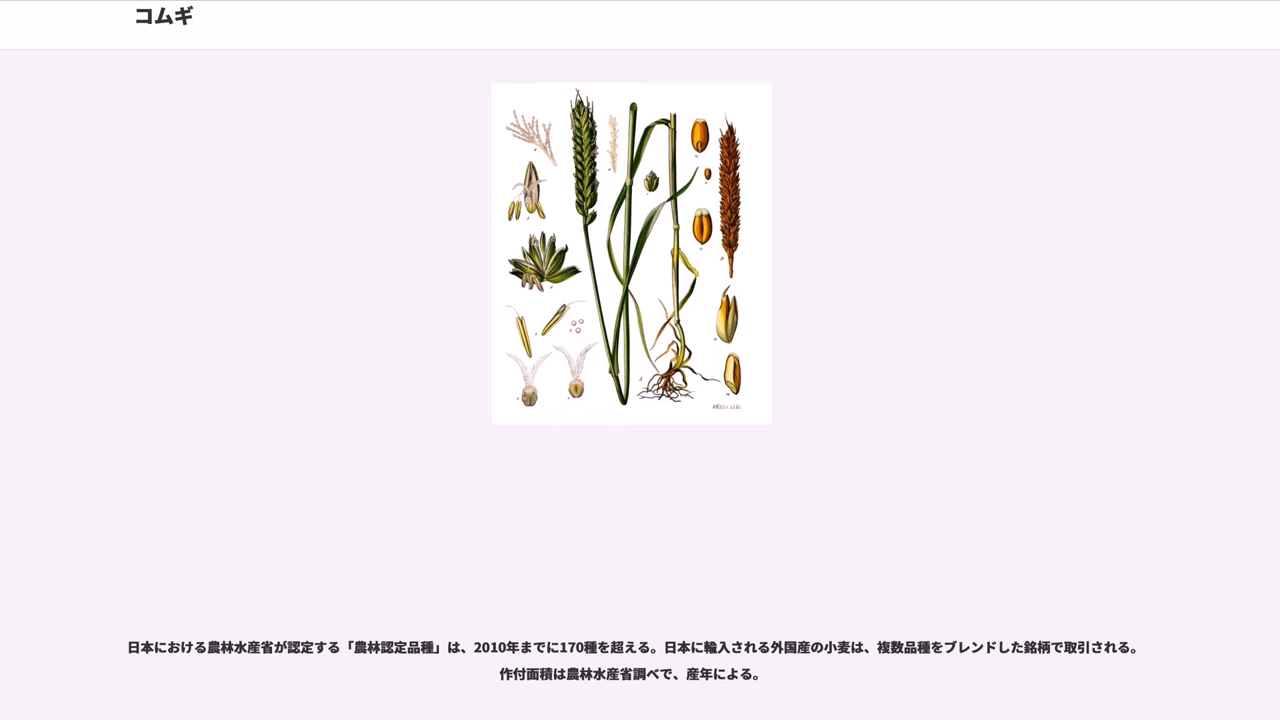 コムギ
日本における農林水産省が認定する「農林認定品種」は、2010年までに170種を超える。日本に輸入される外国産の小麦は、複数品種をブレンドした銘柄で取引される。
作付面積は農林水産省調べで、産年による。